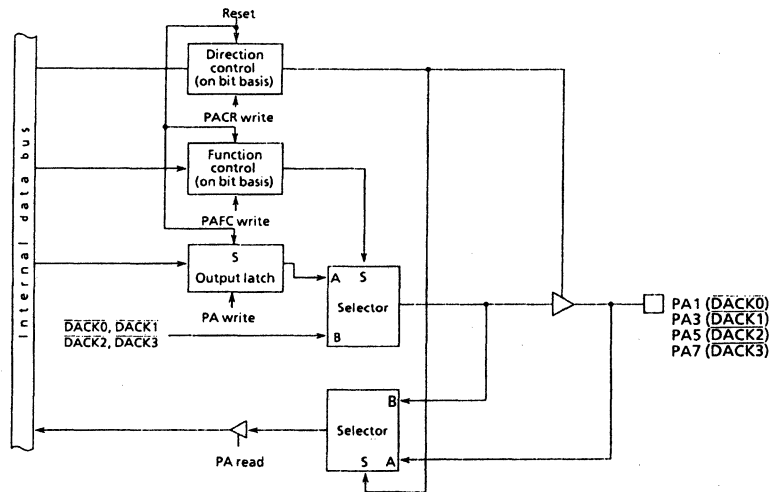 Reset
Direction
control
(on bit basis)
PACR write
Function
control
(on bit basis)
PAFC write
S
Output latch
PA write
A S
Selector
B
DACK0, DACK1
DACK2, DACK3
PA1 (DACK0)
PA3 (DACK1)
PA5 (DACK2)
PA7 (DACK3)
B
Selector
S A
PA read
Internal data bus